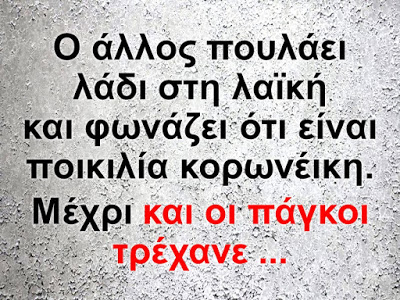 Ο άλλος πουλάει
λάδι στη λαϊκή
και φωνάζει ότι είναι
ποικιλία κορωνέικη.
Μέχρι και οι πάγκοι
τρέχανε ...